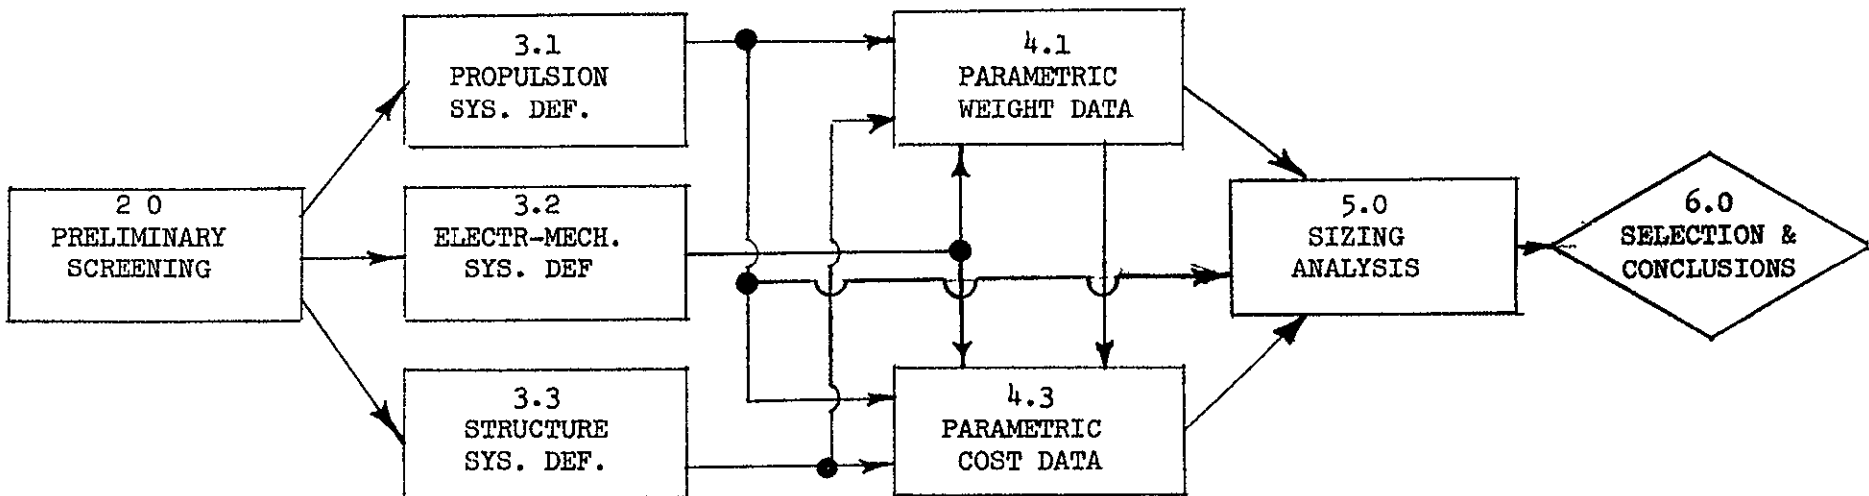 3.1
PROPULSION
SYS. DEF.
4.1
PARAMETRIC
WEIGHT DATA
2 0
PRELIMINARY
SCREENING
3.2
ELECTR-MECH.
SYS. DEF
5.0
SIZING
ANALYSIS
6.0
SELECTION &
CONCLUSIONS
3.3
STRUCTURE
SYS. DEF.
4.3
PARAMETRIC
COST DATA